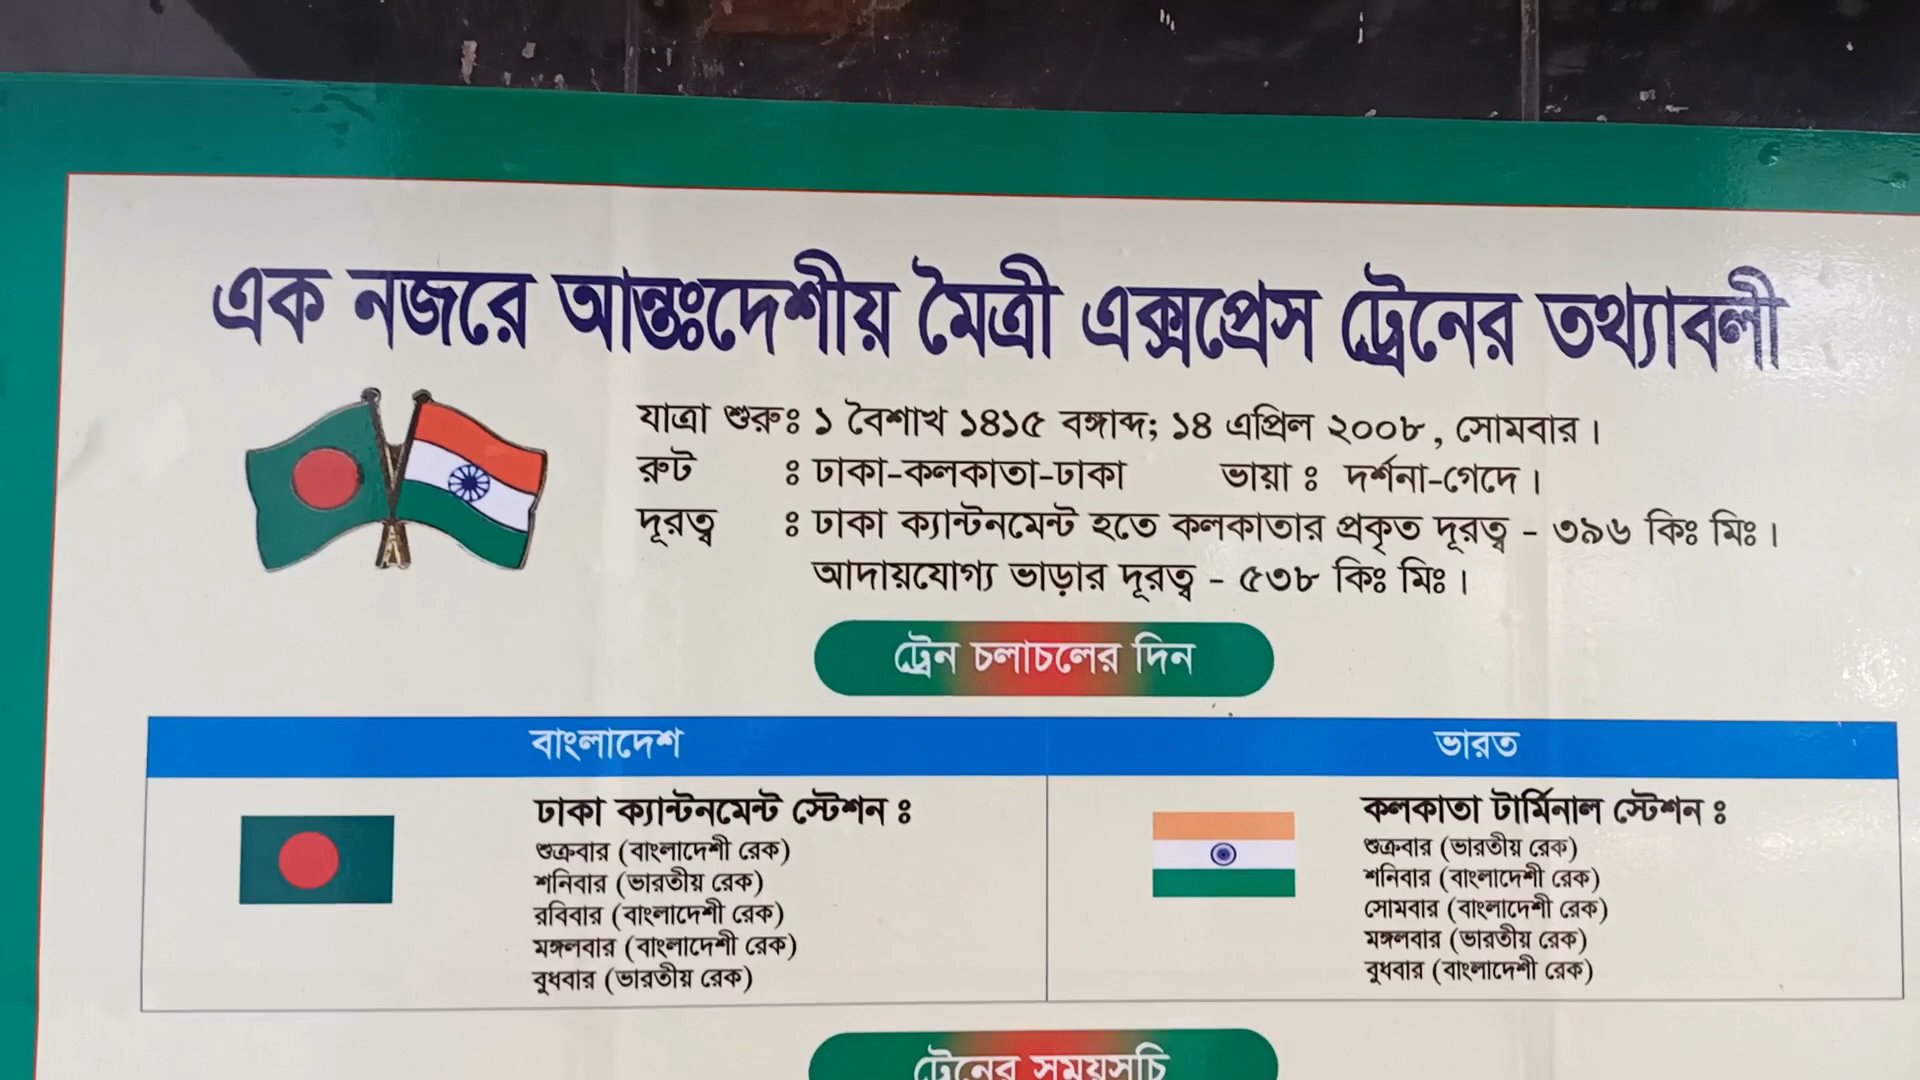 এক নজরে আন্তঃদেশীয় মৈত্রী এক্সপ্রেস ট্রেনের তথ্যাবলী
যাত্রা শুরুঃ ১ বৈশাখ ১৪১৫ বঙ্গাব্দ; ১৪ এপ্রিল ২০০৮, সোমবার।
রুট ঃ ঢাকা-কলকাতা-ঢাকা ভায়া ঃ দর্শনা-গেদে।
দূরত্ব ঃ ঢাকা ক্যান্টনমেন্ট হতে কলকাতার প্রকৃত দূরত্ব - ৩৯৬ কিঃ মিঃ।
আদায়যোগ্য ভাড়ার দূরত্ব - ৫৩৮ কিঃ মিঃ।
ট্রেন চলাচলের দিন
বাংলাদেশ
ঢাকা ক্যান্টনমেন্ট স্টেশন ঃ
শুক্রবার (বাংলাদেশী রেক)
শনিবার (ভারতীয় রেক)
রবিবার (বাংলাদেশী রেক)
মঙ্গলবার (বাংলাদেশী রেক)
বুধবার (ভারতীয় রেক)
ভারত
কলকাতা টার্মিনাল স্টেশন ঃ
শুক্রবার (ভারতীয় রেক)
শনিবার (বাংলাদেশী রেক)
সোমবার (বাংলাদেশী রেক)
মঙ্গলবার (ভারতীয় রেক)
বুধবার (বাংলাদেশী রেক)
ট্রেনের সময়সূচি